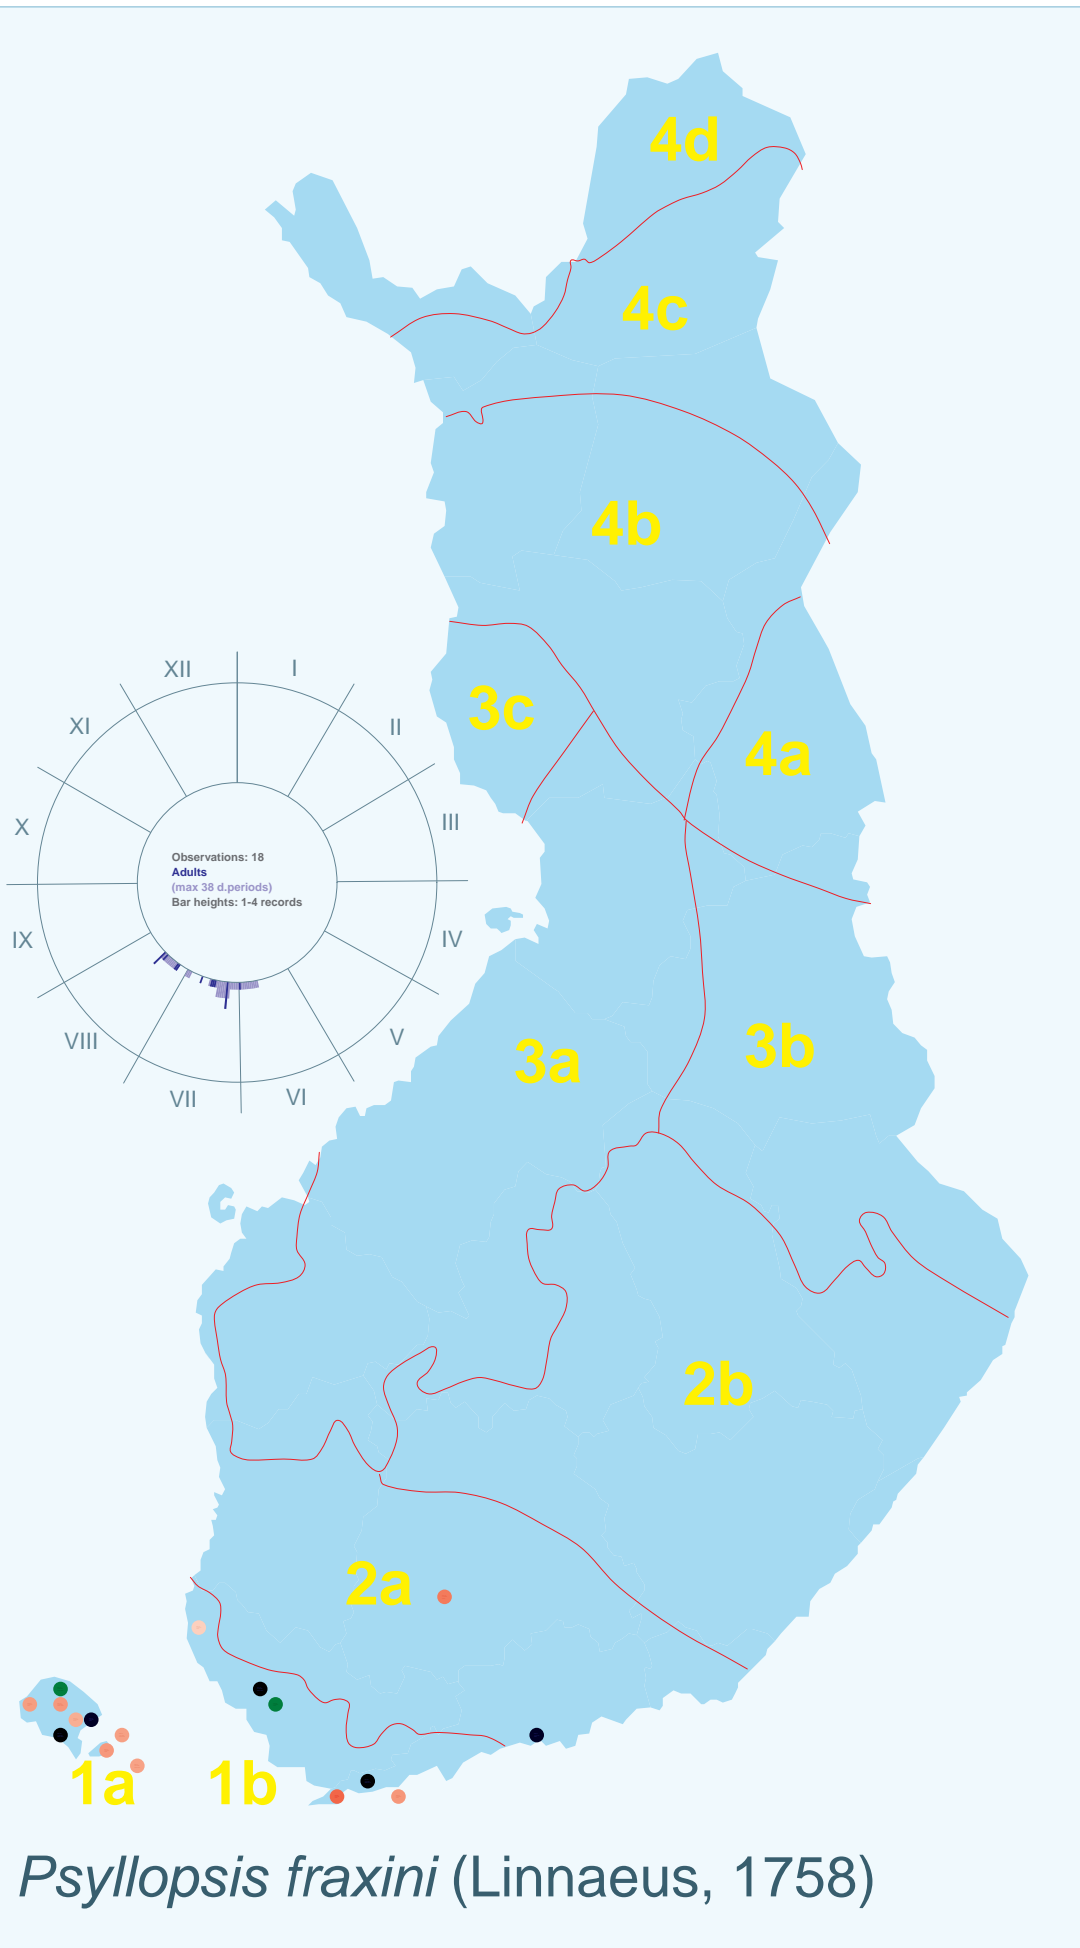 4d
4c
4b
3c
4a
XII
I
XI
II
X
III
Observations: 18
Adults
(max 38 d.periods)
Bar heights: 1-4 records
IX
IV
VIII
V
VII
VI
3a
3b
2b
2a
1a
1b
Psyllopsis fraxini (Linnaeus, 1758)